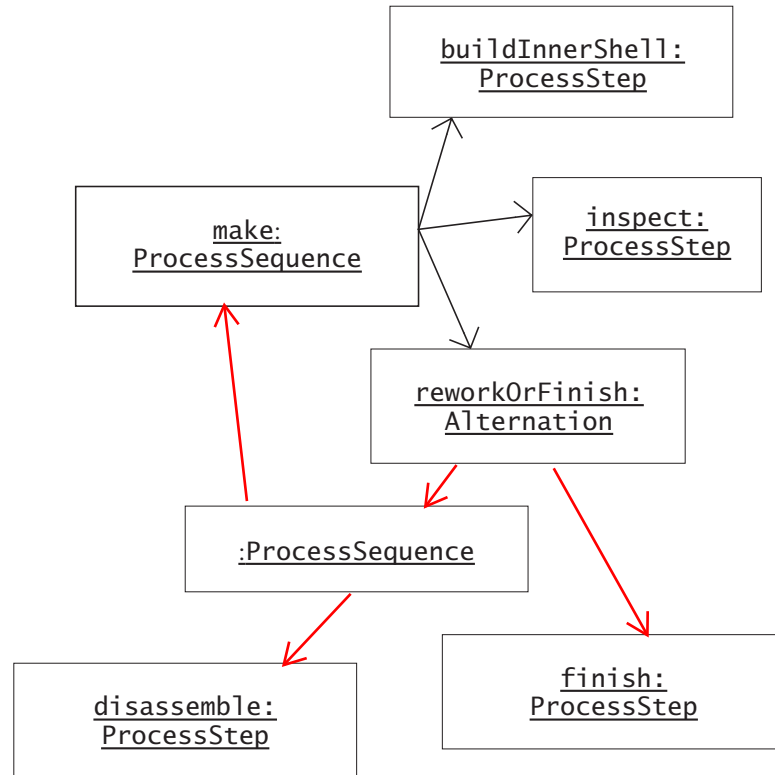 buildInnerShell:
ProcessStep
make:
ProcessSequence
inspect:
ProcessStep
reworkOrFinish:
Alternation
:ProcessSequence
disassemble:
ProcessStep
finish:
ProcessStep